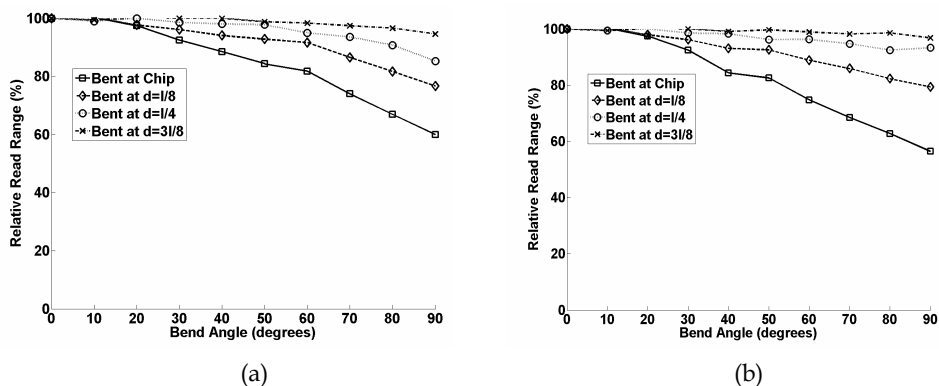 Relative Read Range (%)
100
80
60
40
20
0
Bent at Chip
Bent at d=l/8
Bent at d=l/4
Bent at d=3l/8
0 10 20 30 40 50 60 70 80 90
Bend Angle (degrees)
(a)
Relative Read Range (%)
100
80
60
40
20
0
Bent at Chip
Bent at d=l/8
Bent at d=l/4
Bent at d=3l/8
0 10 20 30 40 50 60 70 80 90
Bend Angle (degrees)
(b)